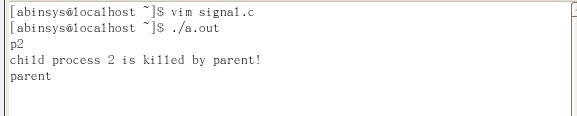 [abinsys@localhost ~]$ vim signal.c
[abinsys@localhost ~]$ ./a.out
p2
child process 2 is killed by parent!
parent